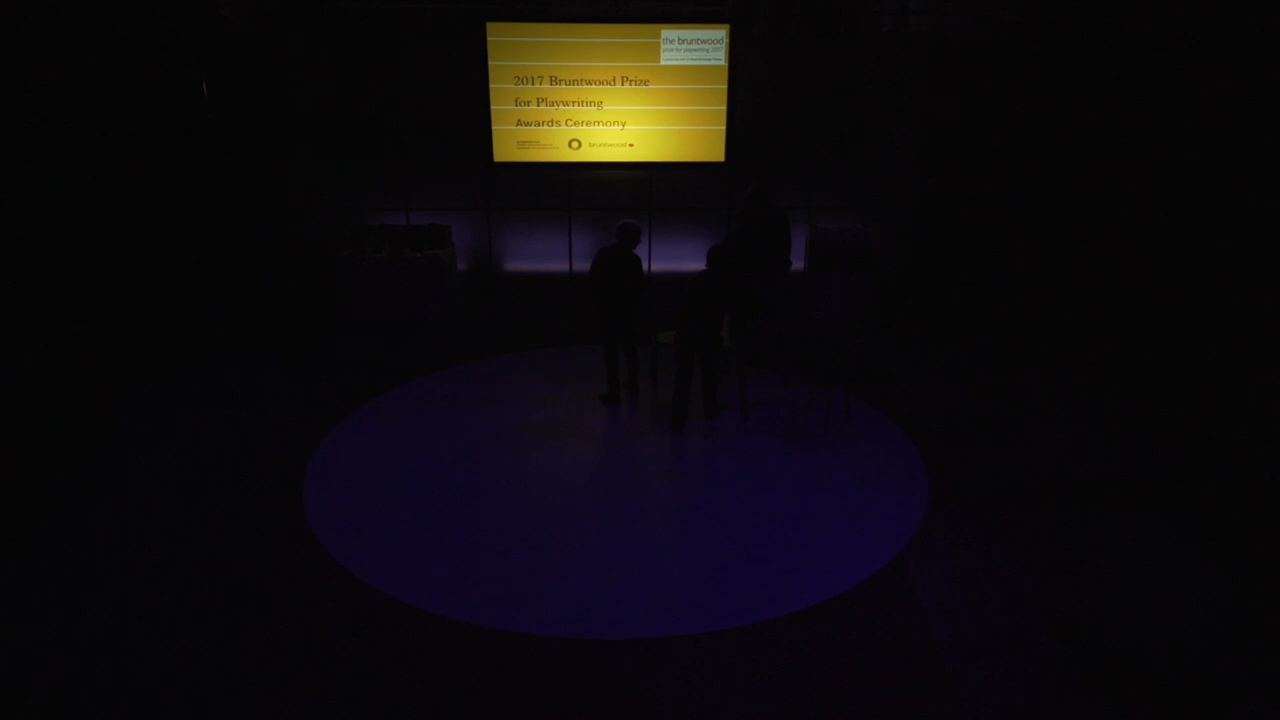 the bruntwood
prize for playwriting 2017
2017 Bruntwood Prize
for Playwriting
Awards Ceremony
bruntwood